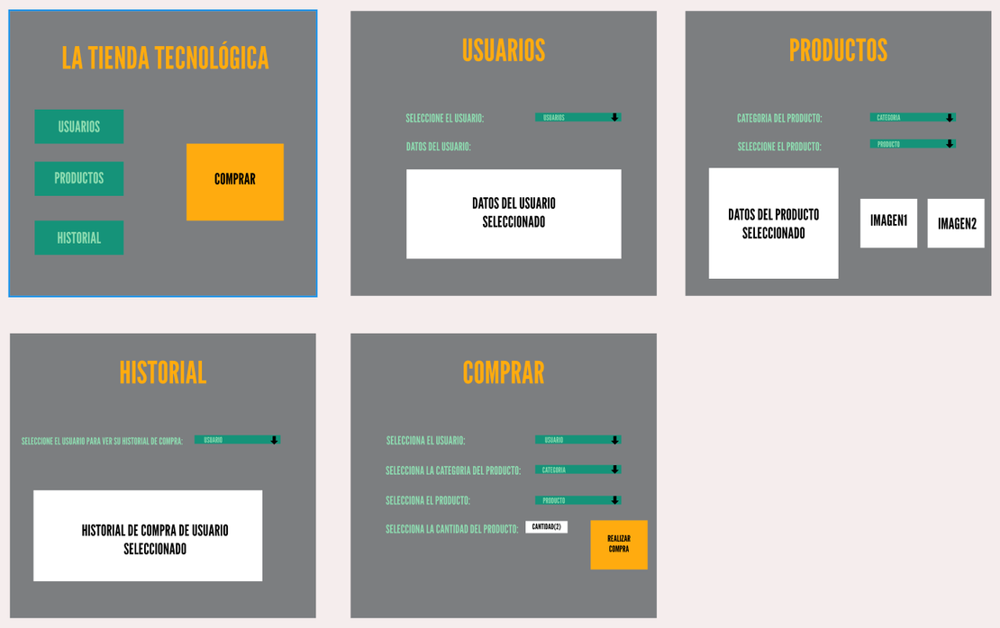 LA TIENDA TECNOLÓGICA
USUARIOS
PRODUCTOS
HISTORIAL
COMPRAR
USUARIOS
SELECCIONE EL USUARIO:
USUARIOS
DATOS DEL USUARIO:
DATOS DEL USUARIO
SELECCIONADO
PRODUCTOS
CATEGORIA DEL PRODUCTO:
CATEGORIA
SELECCIONE EL PRODUCTO:
PRODUCTO
DATOS DEL PRODUCTO
SELECCIONADO
IMAGEN1
IMAGEN2
HISTORIAL
SELECCIONE EL USUARIO PARA VER SU HISTORIAL DE COMPRA:
USUARIO
HISTORIAL DE COMPRA DE USUARIO
SELECCIONADO
COMPRAR
SELECCIONA EL USUARIO:
USUARIO
SELECCIONA LA CATEGORIA DEL PRODUCTO:
CATEGORIA
SELECCIONA EL PRODUCTO:
PRODUCTO
SELECCIONA LA CANTIDAD DEL PRODUCTO:
CANTIDAD(2)
REALIZAR
COMPRA